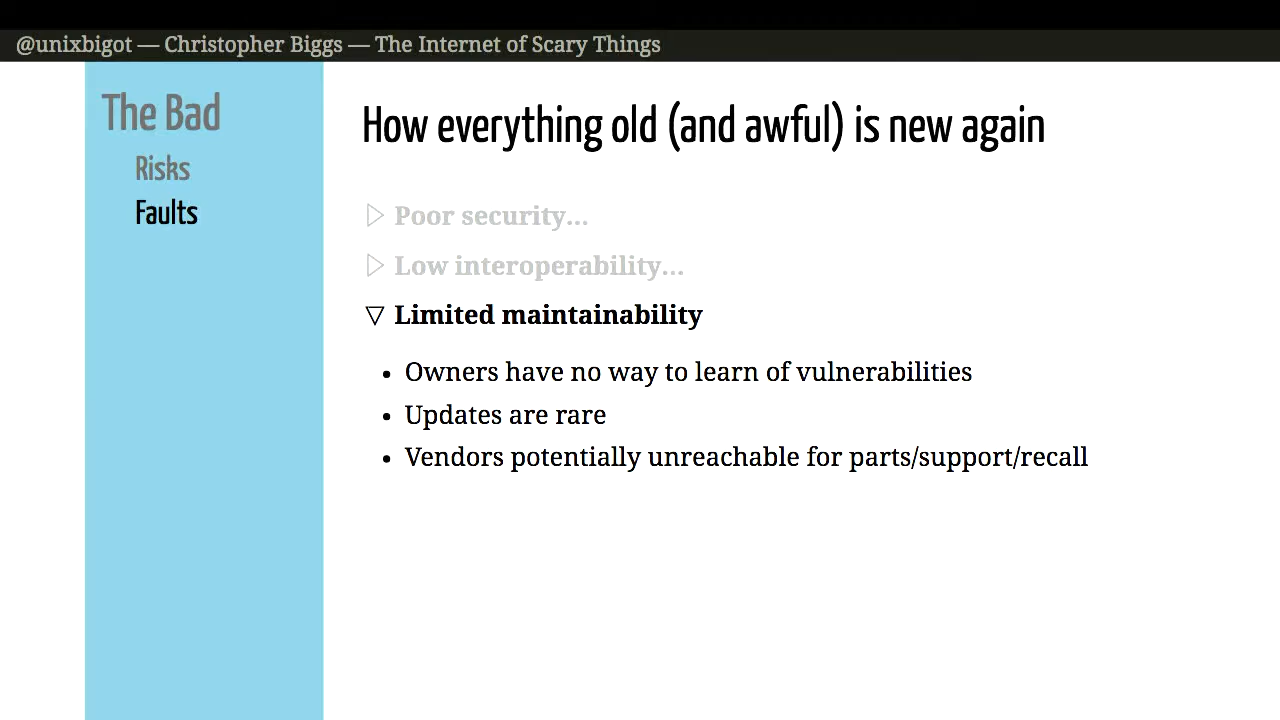 @unixbigot — Christopher Biggs — The Internet of Scary Things
The Bad
Risks
Faults
How everything old (and awful) is new again
▷ Poor security...
▷ Low interoperability...
▽ Limited maintainability
• Owners have no way to learn of vulnerabilities
• Updates are rare
• Vendors potentially unreachable for parts/support/recall